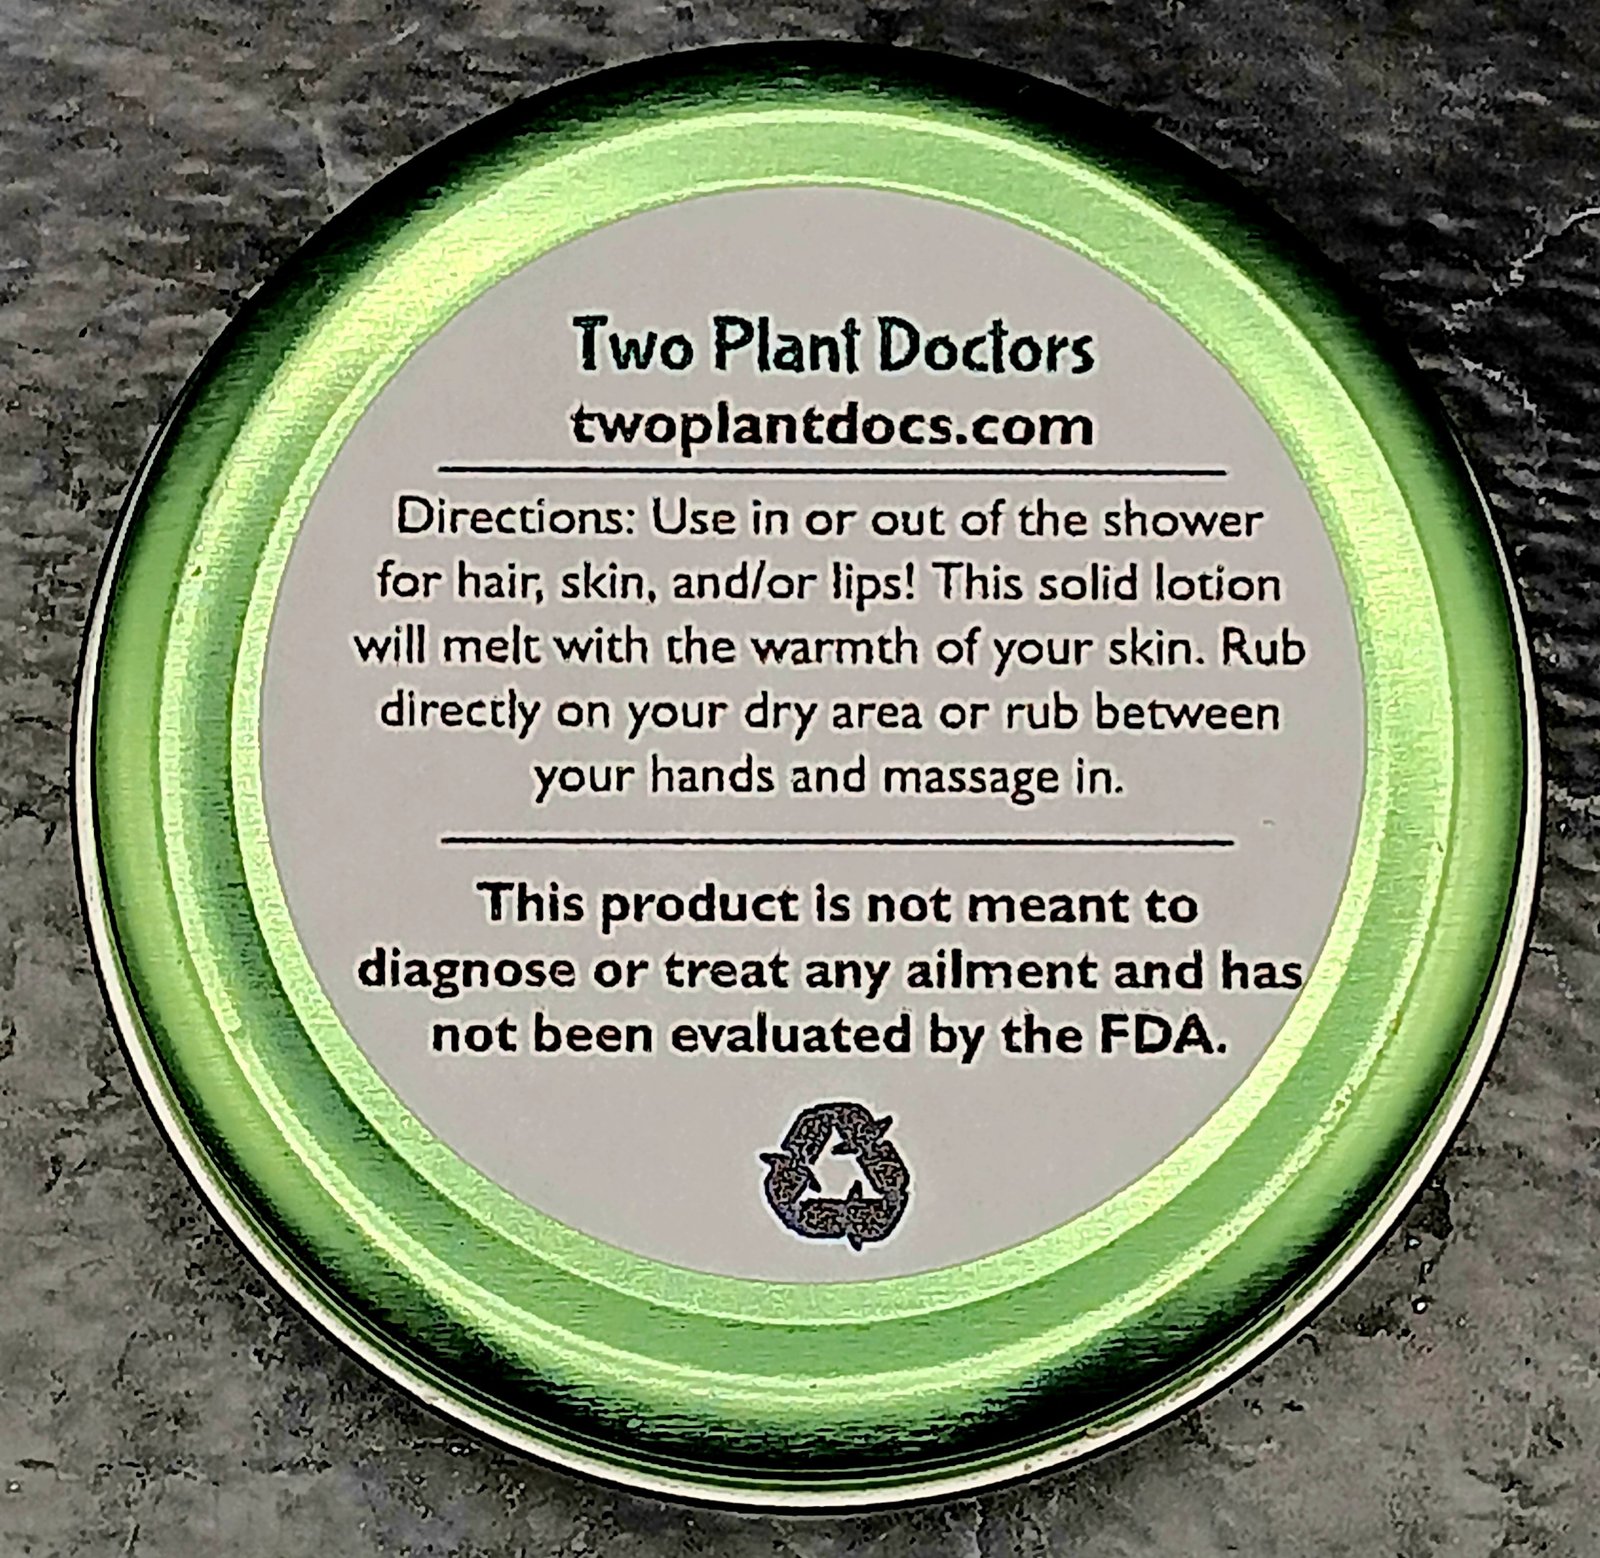 Two Plant Doctors
twoplantdocs.com
Directions: Use in or out of the shower
for hair, skin, and/or lips! This solid lotion
will melt with the warmth of your skin. Rub
directly on your dry area or rub between
your hands and massage in.
This product is not meant to
diagnose or treat any ailment and has
not been evaluated by the FDA.